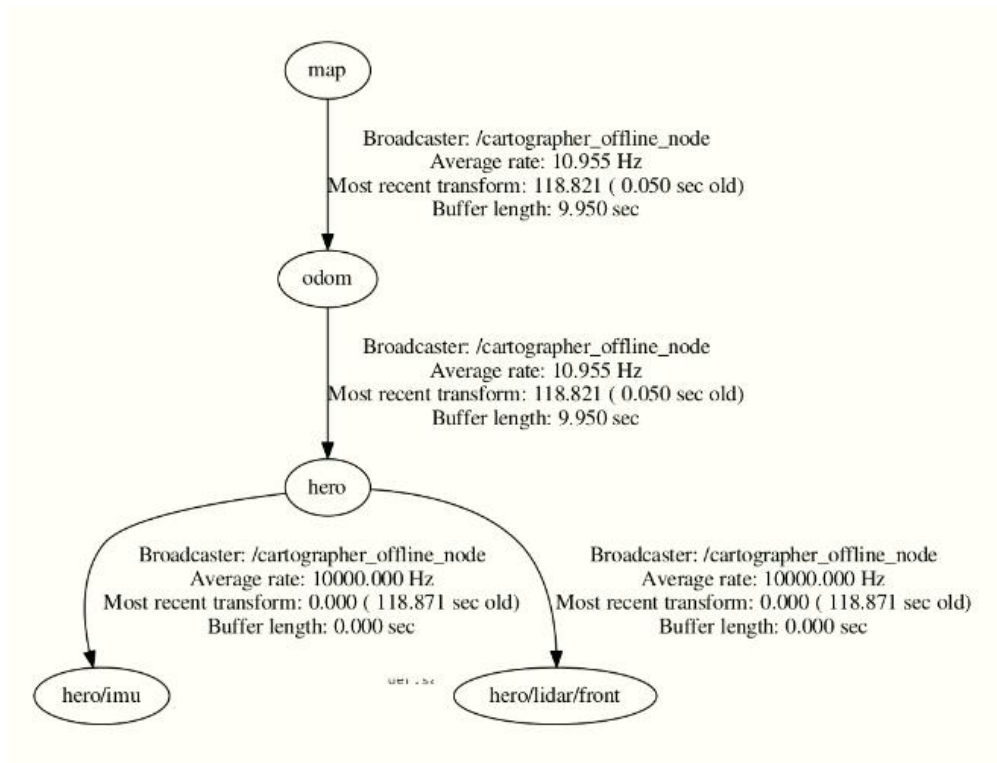 map
Broadcaster: /cartographer_offline_node
Average rate: 10.955 Hz
Most recent transform: 118.821 ( 0.050 sec old)
Buffer length: 9.950 sec
odom
Broadcaster: /cartographer_offline_node
Average rate: 10.955 Hz
Most recent transform: 118.821 ( 0.050 sec old)
Buffer length: 9.950 sec
hero
Broadcaster: /cartographer_offline_node
Average rate: 10000.000 Hz
Most recent transform: 0.000 ( 118.871 sec old)
Buffer length: 0.000 sec
Broadcaster: /cartographer_offline_node
Average rate: 10000.000 Hz
Most recent transform: 0.000 ( 118.871 sec old)
Buffer length: 0.000 sec
hero/imu
hero/lidar/front